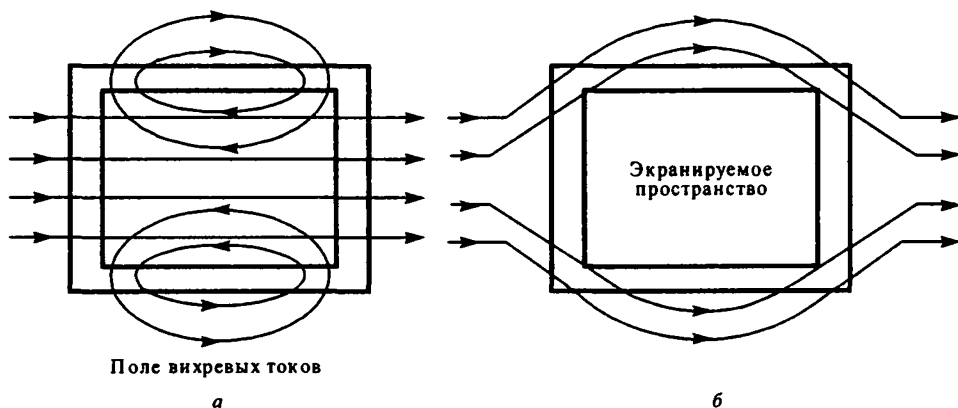 Экранируемое
пространство
Поле вихревых токов
а
б